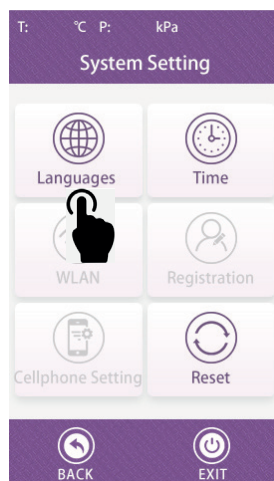 T: ℃ P: kPa
System Setting
Languages Time
WLAN Registration
Cellphone Setting Reset
BACK EXIT